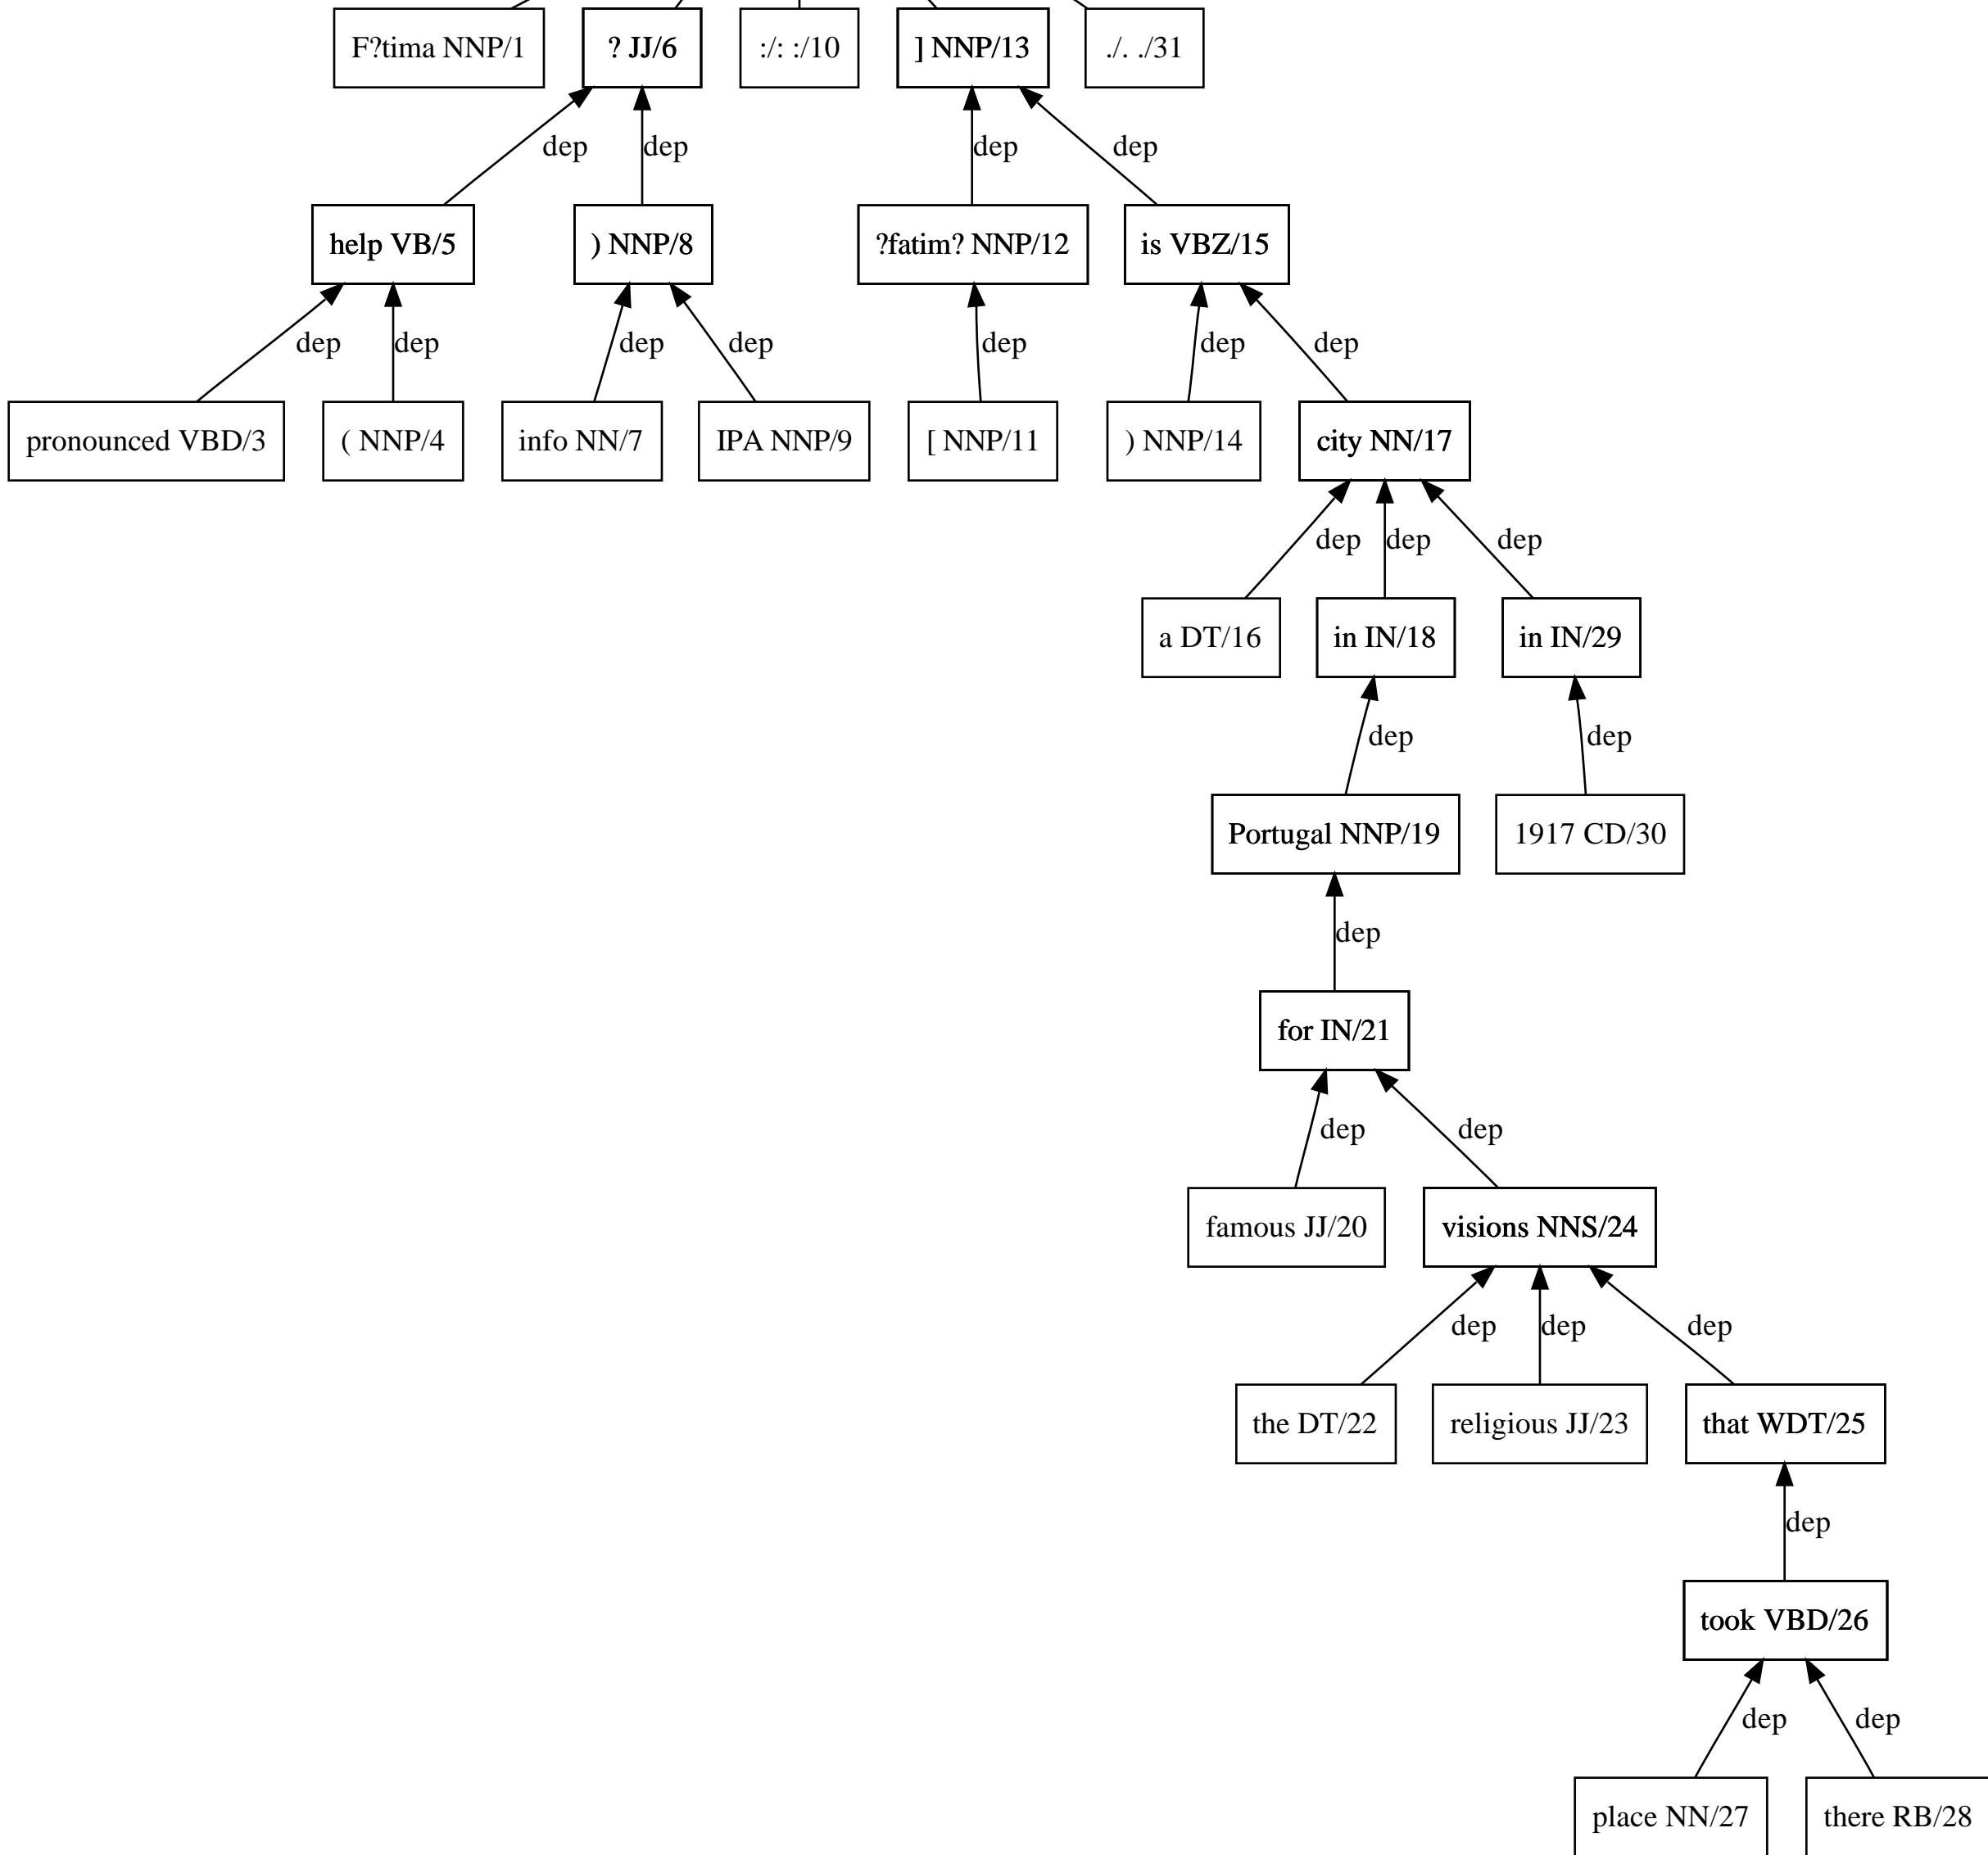 F?tima NNP/1 ? JJ/6 :/: :/10 ] NNP/13 ./. ./31
dep dep dep dep
help VB/5 ) NNP/8 ?fatim? NNP/12 is VBZ/15
dep dep dep dep dep dep dep
pronounced VBD/3 ( NNP/4 info NN/7 IPA NNP/9 [ NNP/11 ) NNP/14 city NN/17
dep dep dep
a DT/16 in IN/18 in IN/29
dep dep
Portugal NNP/19 1917 CD/30
dep
for IN/21
dep dep
famous JJ/20 visions NNS/24
dep dep dep
the DT/22 religious JJ/23 that WDT/25
dep
took VBD/26
dep dep
place NN/27 there RB/28